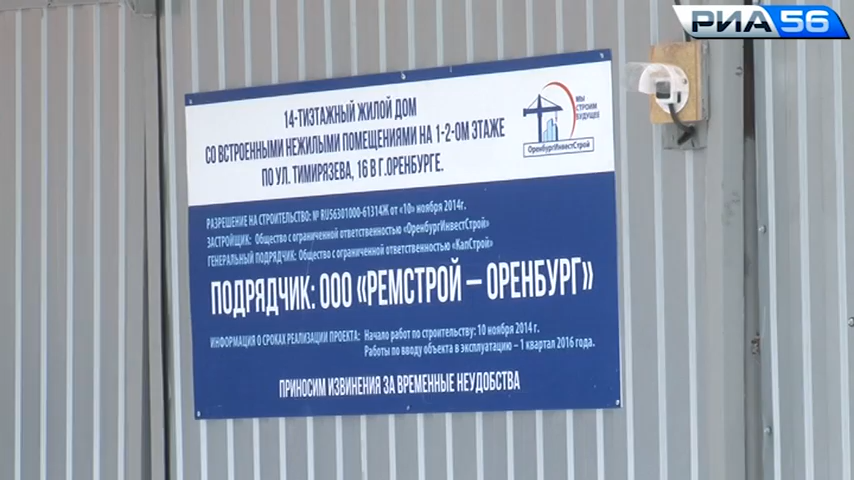 РИА 56
14-ТИЭТАЖНЫЙ ЖИЛОЙ ДОМ
СО ВСТРОЕННЫМИ НЕЖИЛЫМИ ПОМЕЩЕНИЯМИ НА 1-2-ОМ ЭТАЖЕ
ПО УЛ. ТИМИРЯЗЕВА, 16 В Г.ОРЕНБУРГЕ.
МЫ
СТРОИМ
БУДУЩЕЕ
ОренбургИнвестСтрой
РАЗРЕШЕНИЕ НА СТРОИТЕЛЬСТВО: № RU56301000-61314Ж от «10» ноября 2014г.
ЗАСТРОЙЩИК: Общество с ограниченной ответственностью «ОренбургИнвестСтрой»
ГЕНЕРАЛЬНЫЙ ПОДРЯДЧИК: Общество с ограниченной ответственностью «КапСтрой»
ПОДРЯДЧИК: ООО «РЕМСТРОЙ – ОРЕНБУРГ»
ИНФОРМАЦИЯ О СРОКАХ РЕАЛИЗАЦИИ ПРОЕКТА: Начало работ по строительству: 10 ноября 2014 г.
Работы по вводу объекта в эксплуатацию – 1 квартал 2016 года.
ПРИНОСИМ ИЗВИНЕНИЯ ЗА ВРЕМЕННЫЕ НЕУДОБСТВА